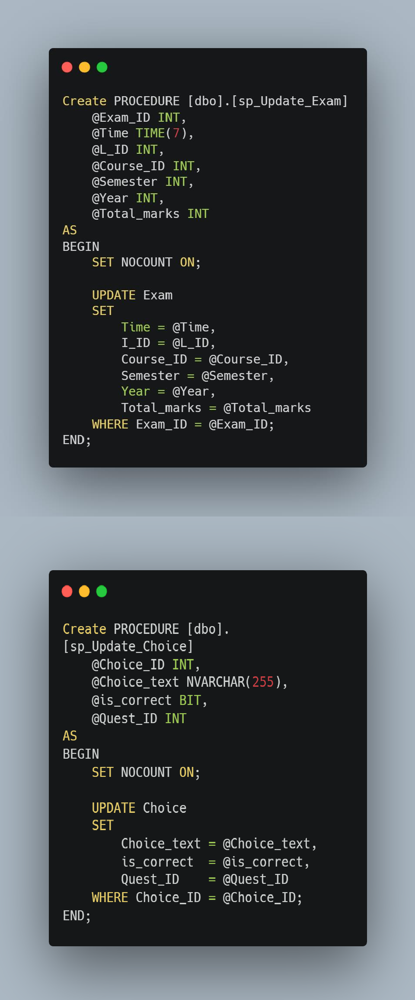 Create PROCEDURE [dbo].[sp_Update_Exam]
    @Exam_ID INT,
    @Time TIME(7),
    @L_ID INT,
    @Course_ID INT,
    @Semester INT,
    @Year INT,
    @Total_marks INT
AS
BEGIN
    SET NOCOUNT ON;

    UPDATE Exam
    SET
        Time = @Time,
        I_ID = @L_ID,
        Course_ID = @Course_ID,
        Semester = @Semester,
        Year = @Year,
        Total_marks = @Total_marks
    WHERE Exam_ID = @Exam_ID;
END;
Create PROCEDURE [dbo].
[sp_Update_Choice]
    @Choice_ID INT,
    @Choice_text NVARCHAR(255),
    @is_correct BIT,
    @Quest_ID INT
AS
BEGIN
    SET NOCOUNT ON;

    UPDATE Choice
    SET
        Choice_text = @Choice_text,
        is_correct  = @is_correct,
        Quest_ID    = @Quest_ID
    WHERE Choice_ID = @Choice_ID;
END;